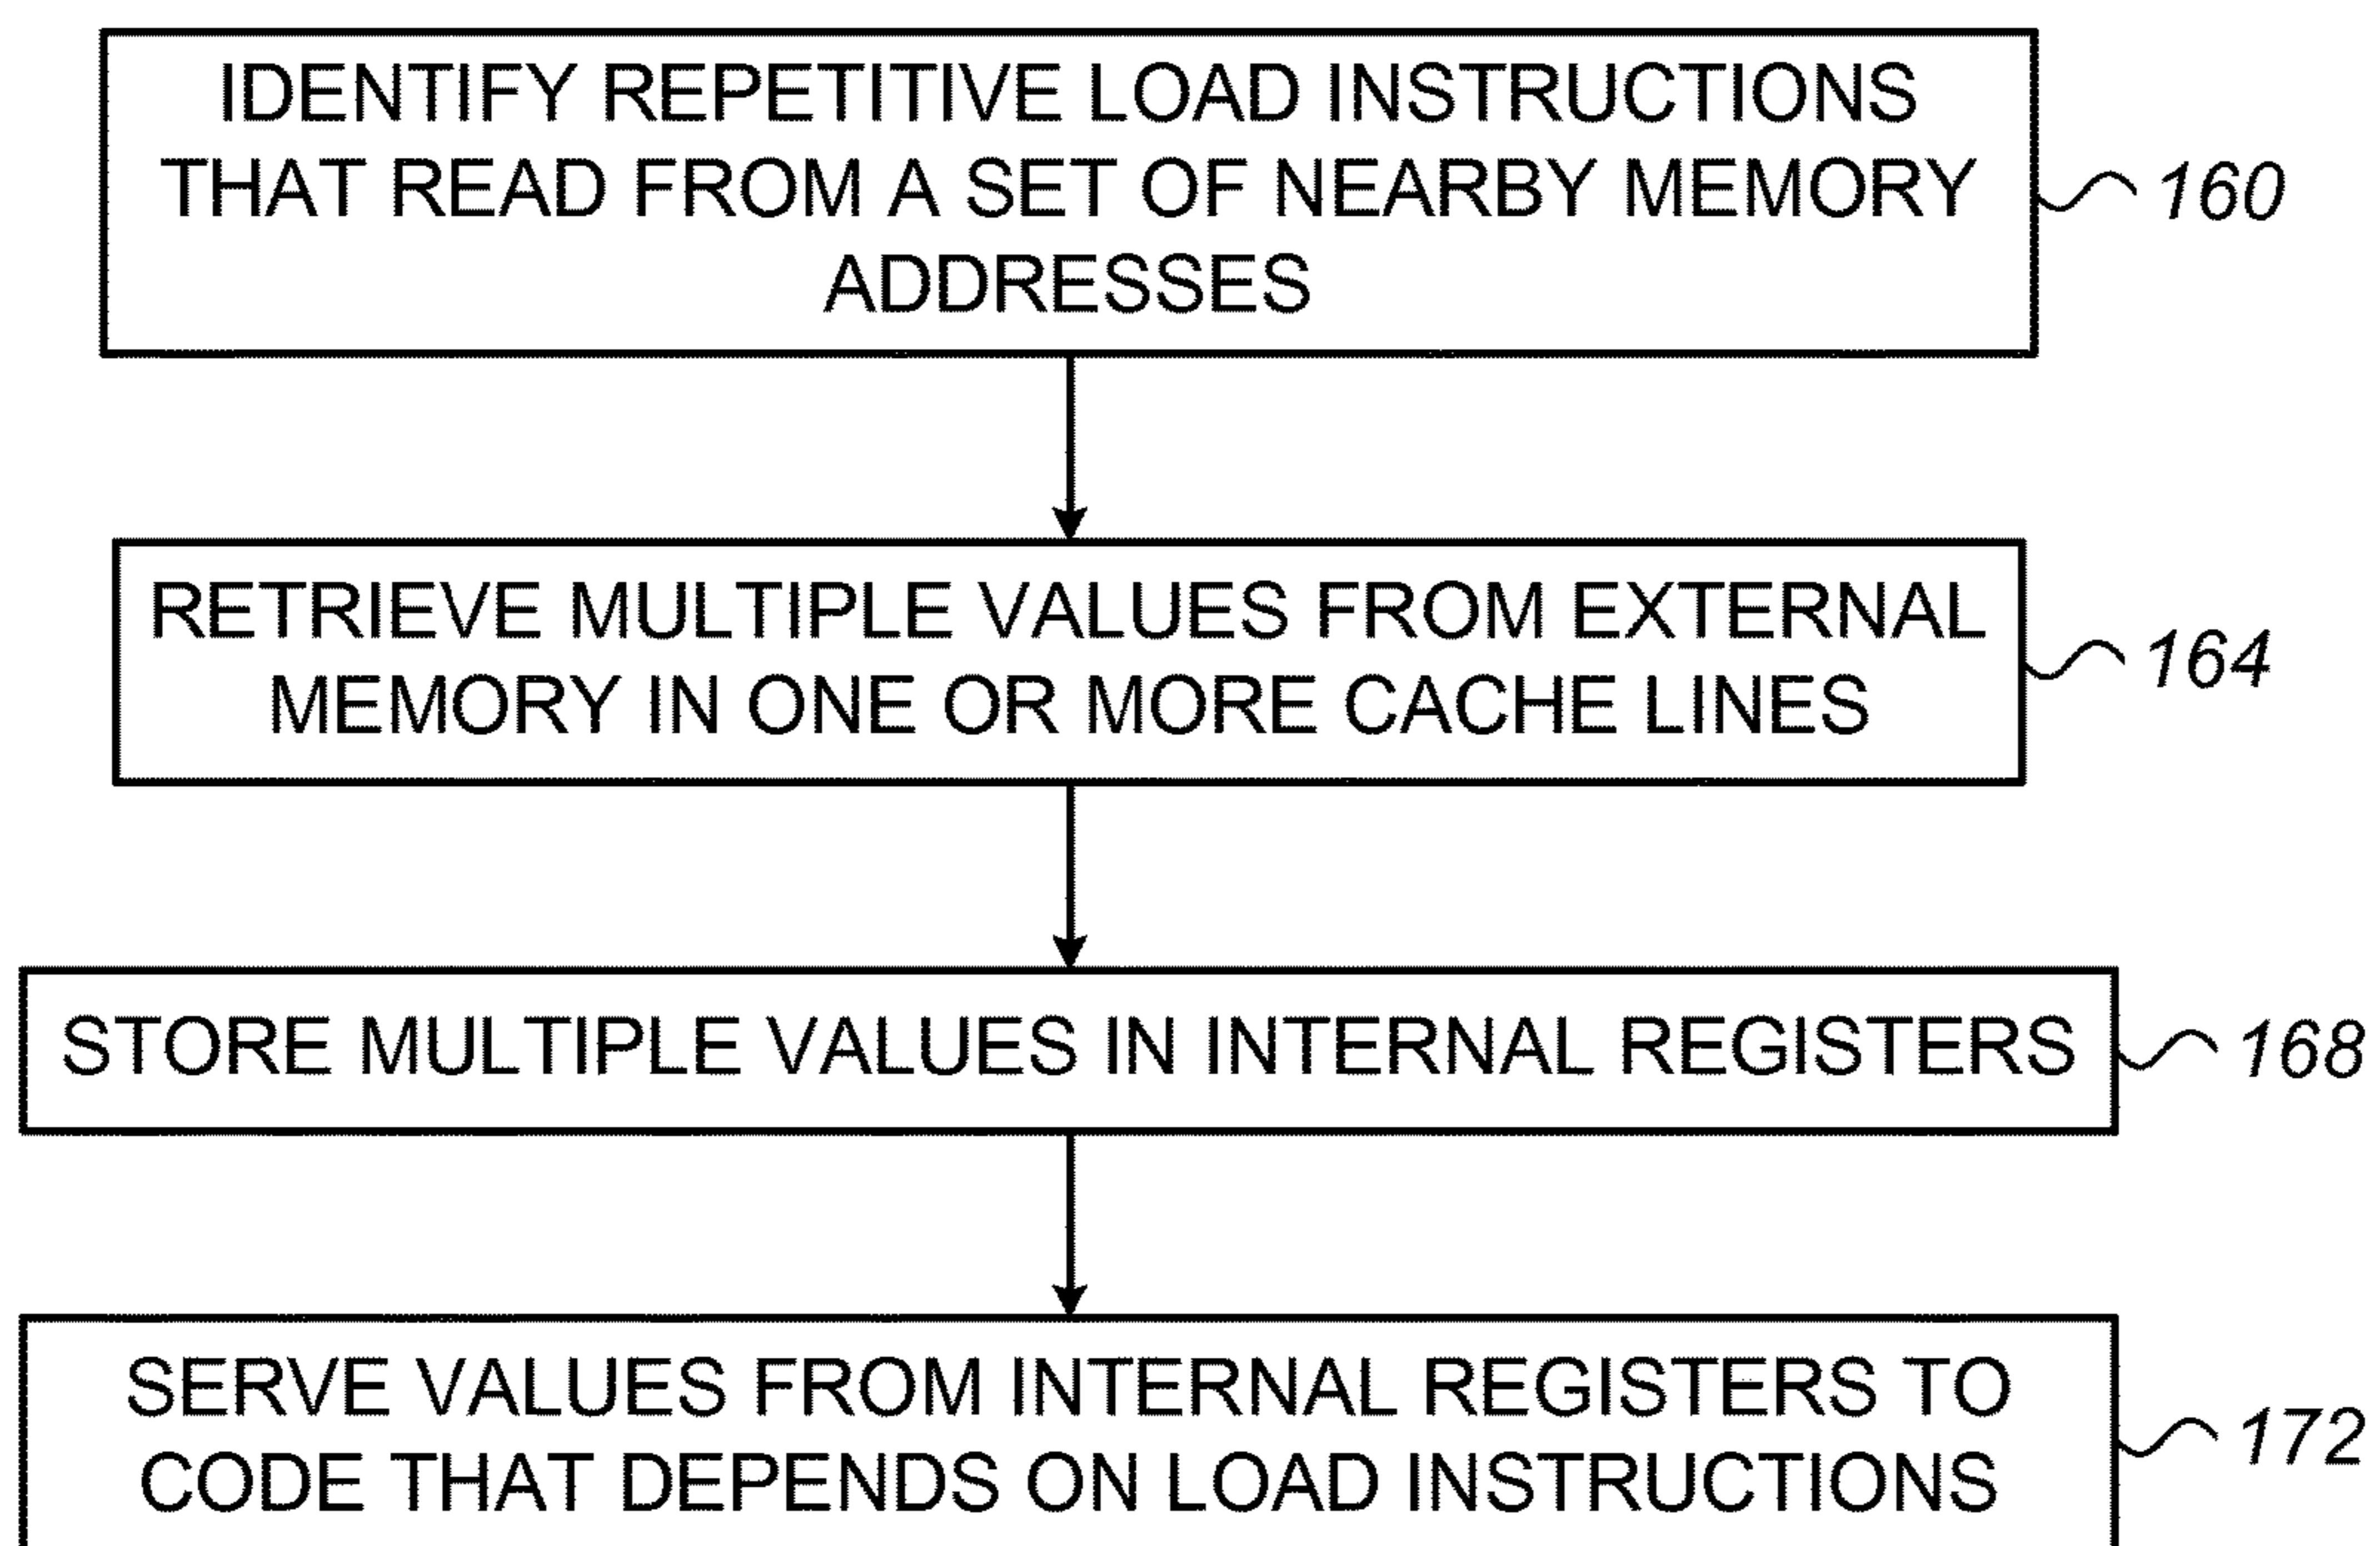 IDENTIFY REPETITIVE LOAD INSTRUCTIONS
THAT READ FROM A SET OF NEARBY MEMORY
ADDRESSES
160
RETRIEVE MULTIPLE VALUES FROM EXTERNAL
MEMORY IN ONE OR MORE CACHE LINES
164
STORE MULTIPLE VALUES IN INTERNAL REGISTERS
168
SERVE VALUES FROM INTERNAL REGISTERS TO
CODE THAT DEPENDS ON LOAD INSTRUCTIONS
172